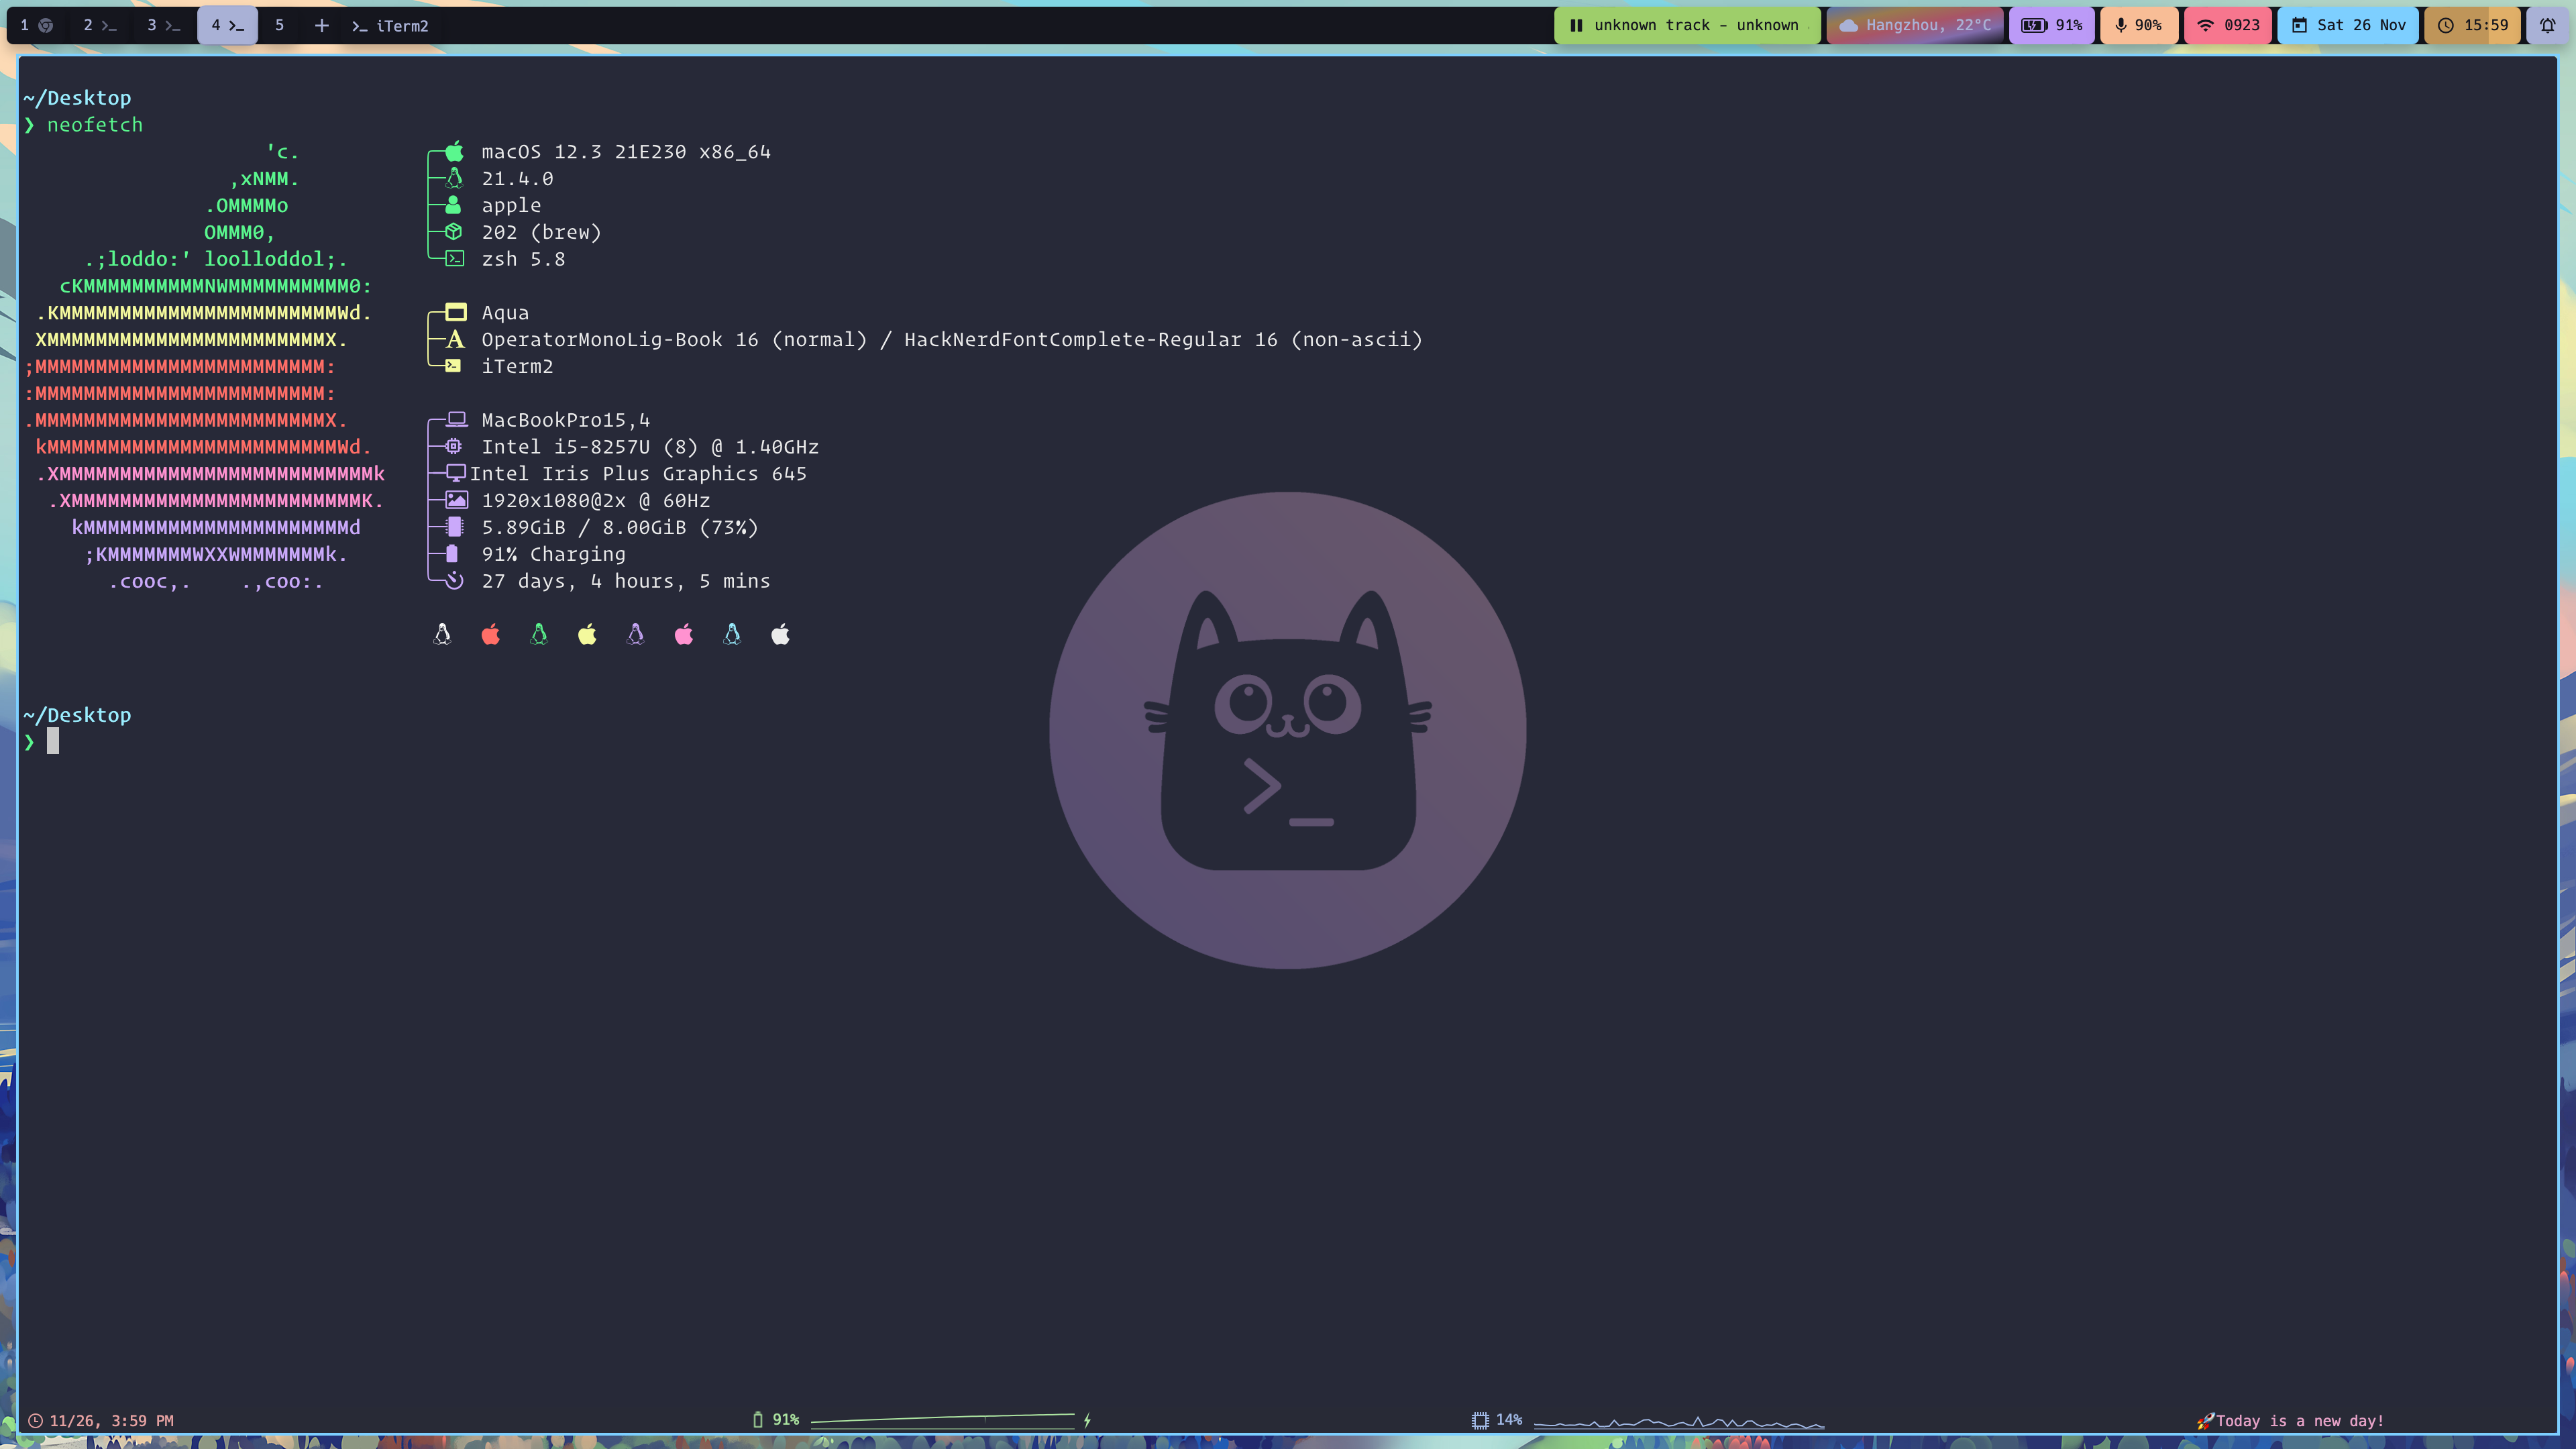 1 2 3 4 5 + iTerm2 unknown track - unknown Hangzhou, 22°C 91% 90% 0923 Sat 26 Nov 15:59
~/Desktop
❯ neofetch
'c.
,xNMM.
.OMMMMo
OMMM0,
.;loddo:' loolloddol;.
cKMMMMMMMMMMNWMMMMMMMMMM0:
.KMMMMMMMMMMMMMMMMMMMMMMMWd.
XMMMMMMMMMMMMMMMMMMMMMMMX.
;MMMMMMMMMMMMMMMMMMMMMMMM:
:MMMMMMMMMMMMMMMMMMMMMMMM:
.MMMMMMMMMMMMMMMMMMMMMMMMX.
kMMMMMMMMMMMMMMMMMMMMMMMMWd.
.XMMMMMMMMMMMMMMMMMMMMMMMMMMk
.XMMMMMMMMMMMMMMMMMMMMMMMMK.
kMMMMMMMMMMMMMMMMMMMMMMd
;KMMMMMMMWXXWMMMMMMMk.
.cooc,. .,coo:.
macOS 12.3 21E230 x86_64
21.4.0
apple
202 (brew)
zsh 5.8
Aqua
OperatorMonoLig-Book 16 (normal) / HackNerdFontComplete-Regular 16 (non-ascii)
iTerm2
MacBookPro15,4
Intel i5-8257U (8) @ 1.40GHz
Intel Iris Plus Graphics 645
1920x1080@2x @ 60Hz
5.89GiB / 8.00GiB (73%)
91% Charging
27 days, 4 hours, 5 mins
~/Desktop
❯
>_
11/26, 3:59 PM 91% 14% 🚀Today is a new day!